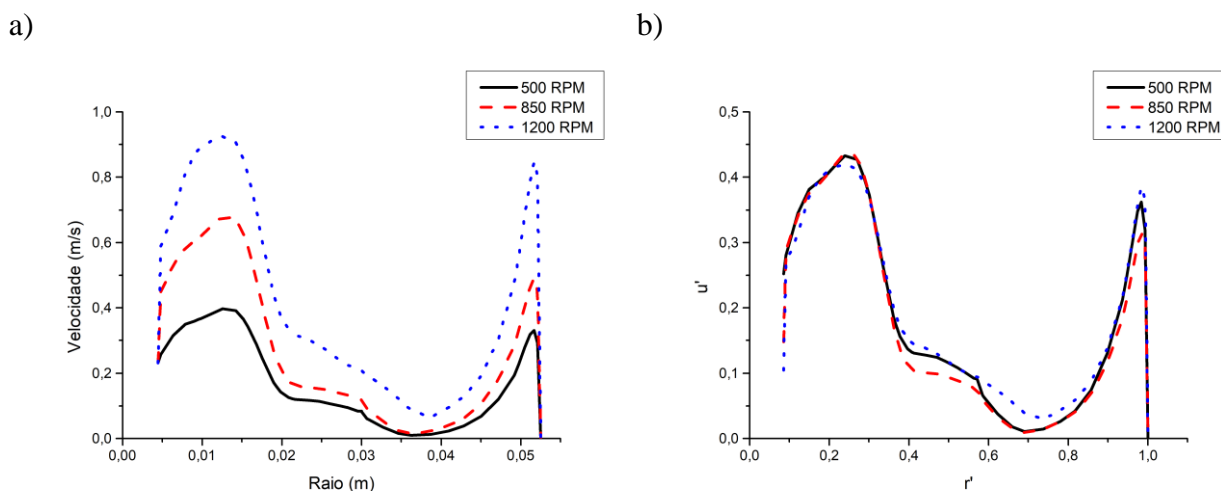 a)
500 RPM
850 RPM
1200 RPM
1,0
0,8
0,6
0,4
0,2
0,0
Velocidade (m/s)
0,00 0,01 0,02 0,03 0,04 0,05
Raio (m)
b)
500 RPM
850 RPM
1200 RPM
0,5
0,4
0,3
0,2
0,1
0,0
u'
0,0 0,2 0,4 0,6 0,8 1,0
r'